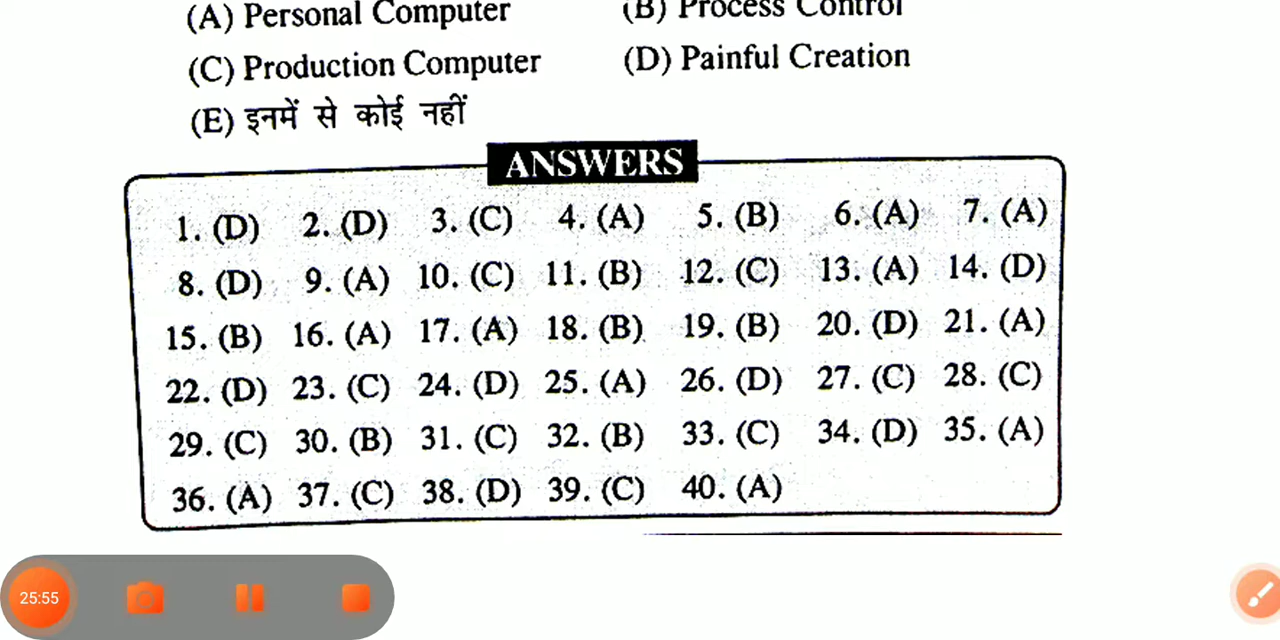 (A) Personal Computer (B) Process Control
(C) Production Computer (D) Painful Creation
(E) इनमें से कोई नहीं
ANSWERS
1. (D) 2. (D) 3. (C) 4. (A) 5. (B) 6. (A) 7. (A)
8. (D) 9. (A) 10. (C) 11. (B) 12. (C) 13. (A) 14. (D)
15. (B) 16. (A) 17. (A) 18. (B) 19. (B) 20. (D) 21. (A)
22. (D) 23. (C) 24. (D) 25. (A) 26. (D) 27. (C) 28. (C)
29. (C) 30. (B) 31. (C) 32. (B) 33. (C) 34. (D) 35. (A)
36. (A) 37. (C) 38. (D) 39. (C) 40. (A)
25:55